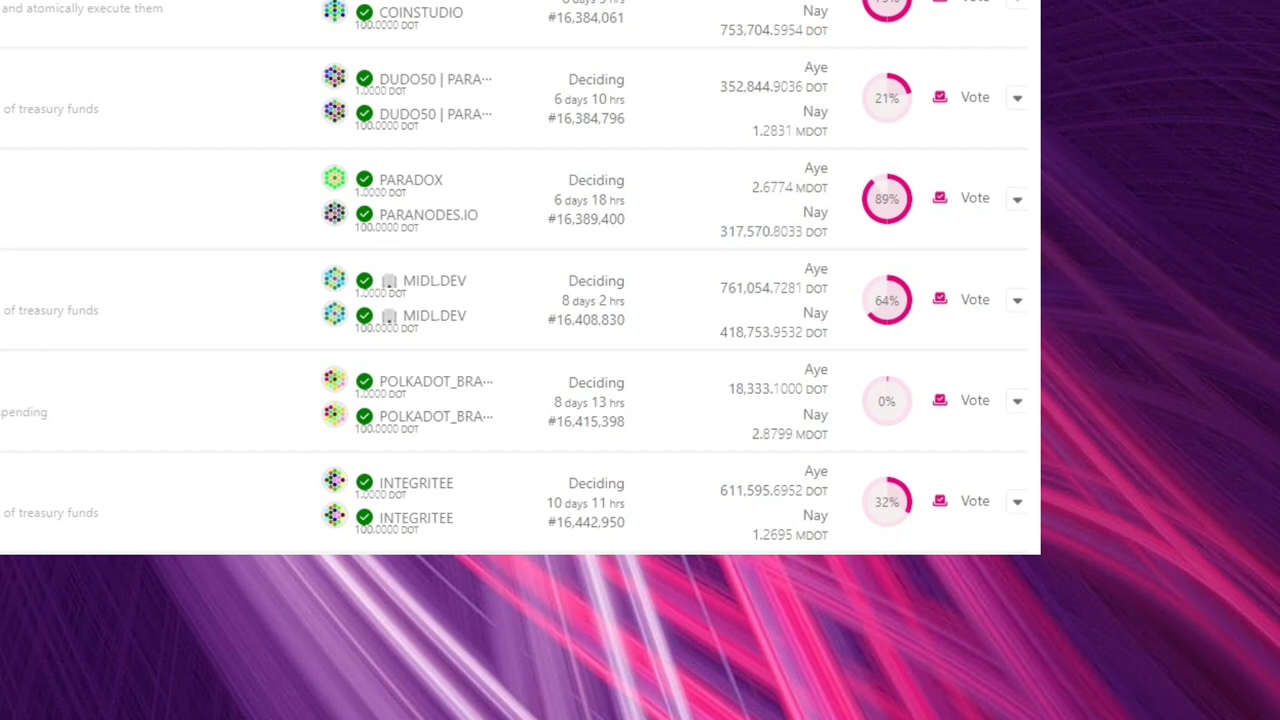 and atomically execute them
COINSTUDIO
100.0000 DOT
#16,384,061
Nay
753,704.5954 DOT
of treasury funds
DUDO50 | PARA···
1.0000 DOT
DUDO50 | PARA···
100.0000 DOT
Deciding
6 days 10 hrs
#16,384,796
Aye
352,844.9036 DOT
Nay
1.2831 MDOT
21%
Vote
PARADOX
1.0000 DOT
PARANODES.IO
100.0000 DOT
Deciding
6 days 18 hrs
#16,389,400
Aye
2.6774 MDOT
Nay
317,570.8033 DOT
89%
Vote
of treasury funds
MIDL.DEV
1.0000 DOT
MIDL.DEV
100.0000 DOT
Deciding
8 days 2 hrs
#16,408,830
Aye
761,054.7281 DOT
Nay
418,753.9532 DOT
64%
Vote
spending
POLKADOT_BRA···
1.0000 DOT
POLKADOT_BRA···
100.0000 DOT
Deciding
8 days 13 hrs
#16,415,398
Aye
18,333.1000 DOT
Nay
2.8799 MDOT
0%
Vote
of treasury funds
INTEGRITEE
1.0000 DOT
INTEGRITEE
100.0000 DOT
Deciding
10 days 11 hrs
#16,442,950
Aye
611,595.6952 DOT
Nay
1.2695 MDOT
32%
Vote